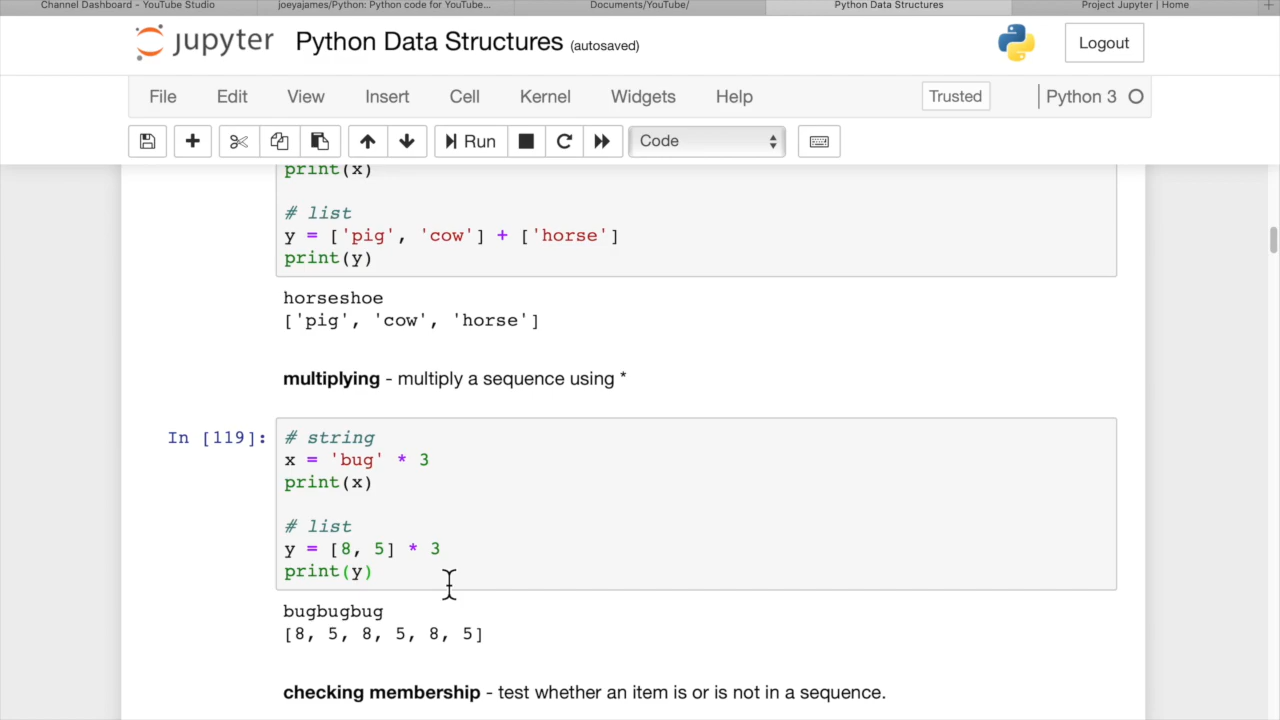 Channel Dashboard - YouTube Studio
joeyajames/Python: Python code for YouTube...
Documents/YouTube/
Python Data Structures
Project Jupyter | Home
jupyter Python Data Structures (autosaved)
Logout
File Edit View Insert Cell Kernel Widgets Help Trusted Python 3
Run Code
print(x)
# list
y = ['pig', 'cow'] + ['horse']
print(y)
horseshoe
['pig', 'cow', 'horse']
multiplying - multiply a sequence using *
In [119]:
# string
x = 'bug' * 3
print(x)
# list
y = [8, 5] * 3
print(y)
bugbugbug
[8, 5, 8, 5, 8, 5]
checking membership - test whether an item is or is not in a sequence.